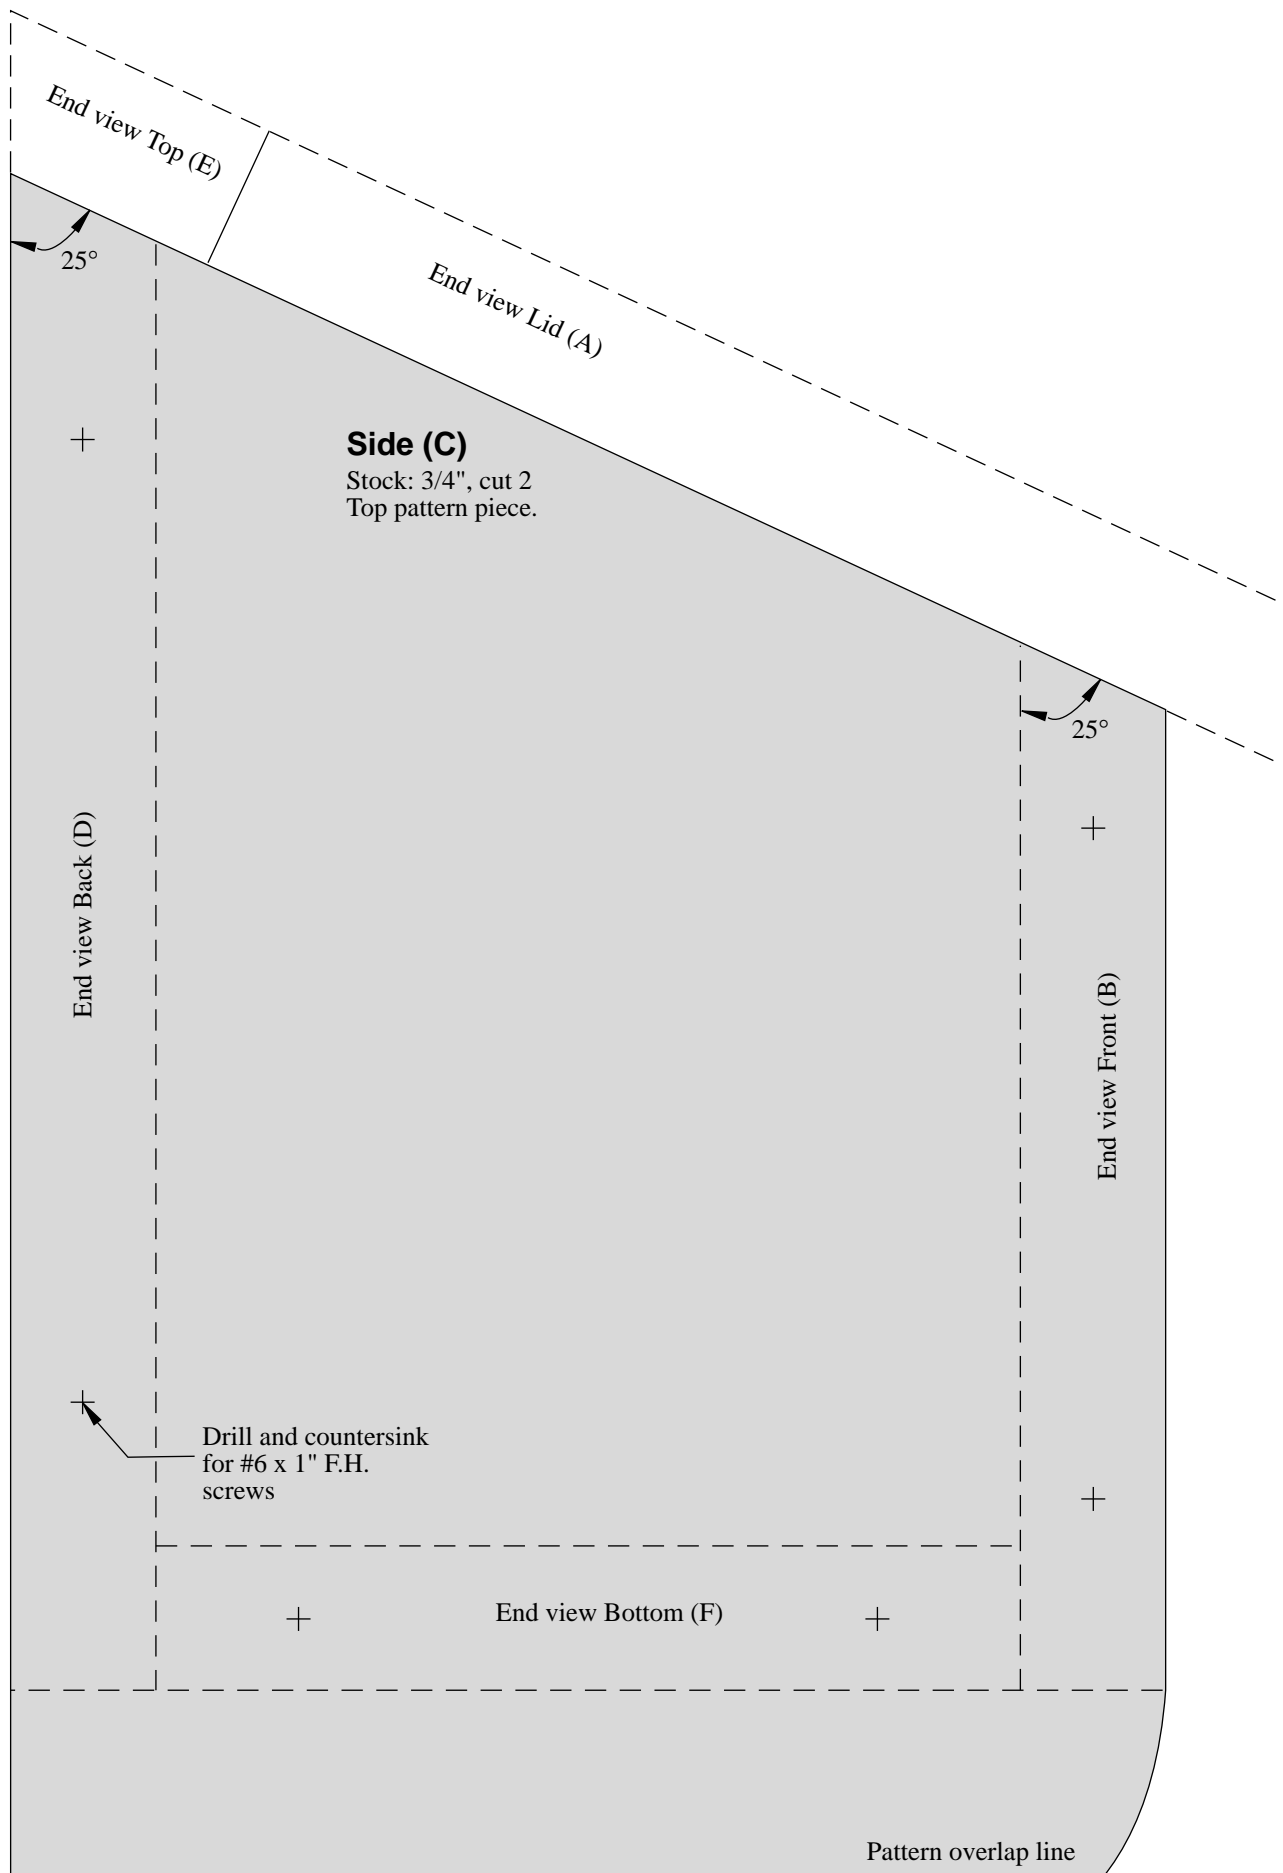 End view Top (E)
25°
End view Lid (A)
Side (C)
Stock: 3/4", cut 2
Top pattern piece.
25°
End view Back (D)
End view Front (B)
Drill and countersink
for #6 x 1" F.H.
screws
End view Bottom (F)
Pattern overlap line